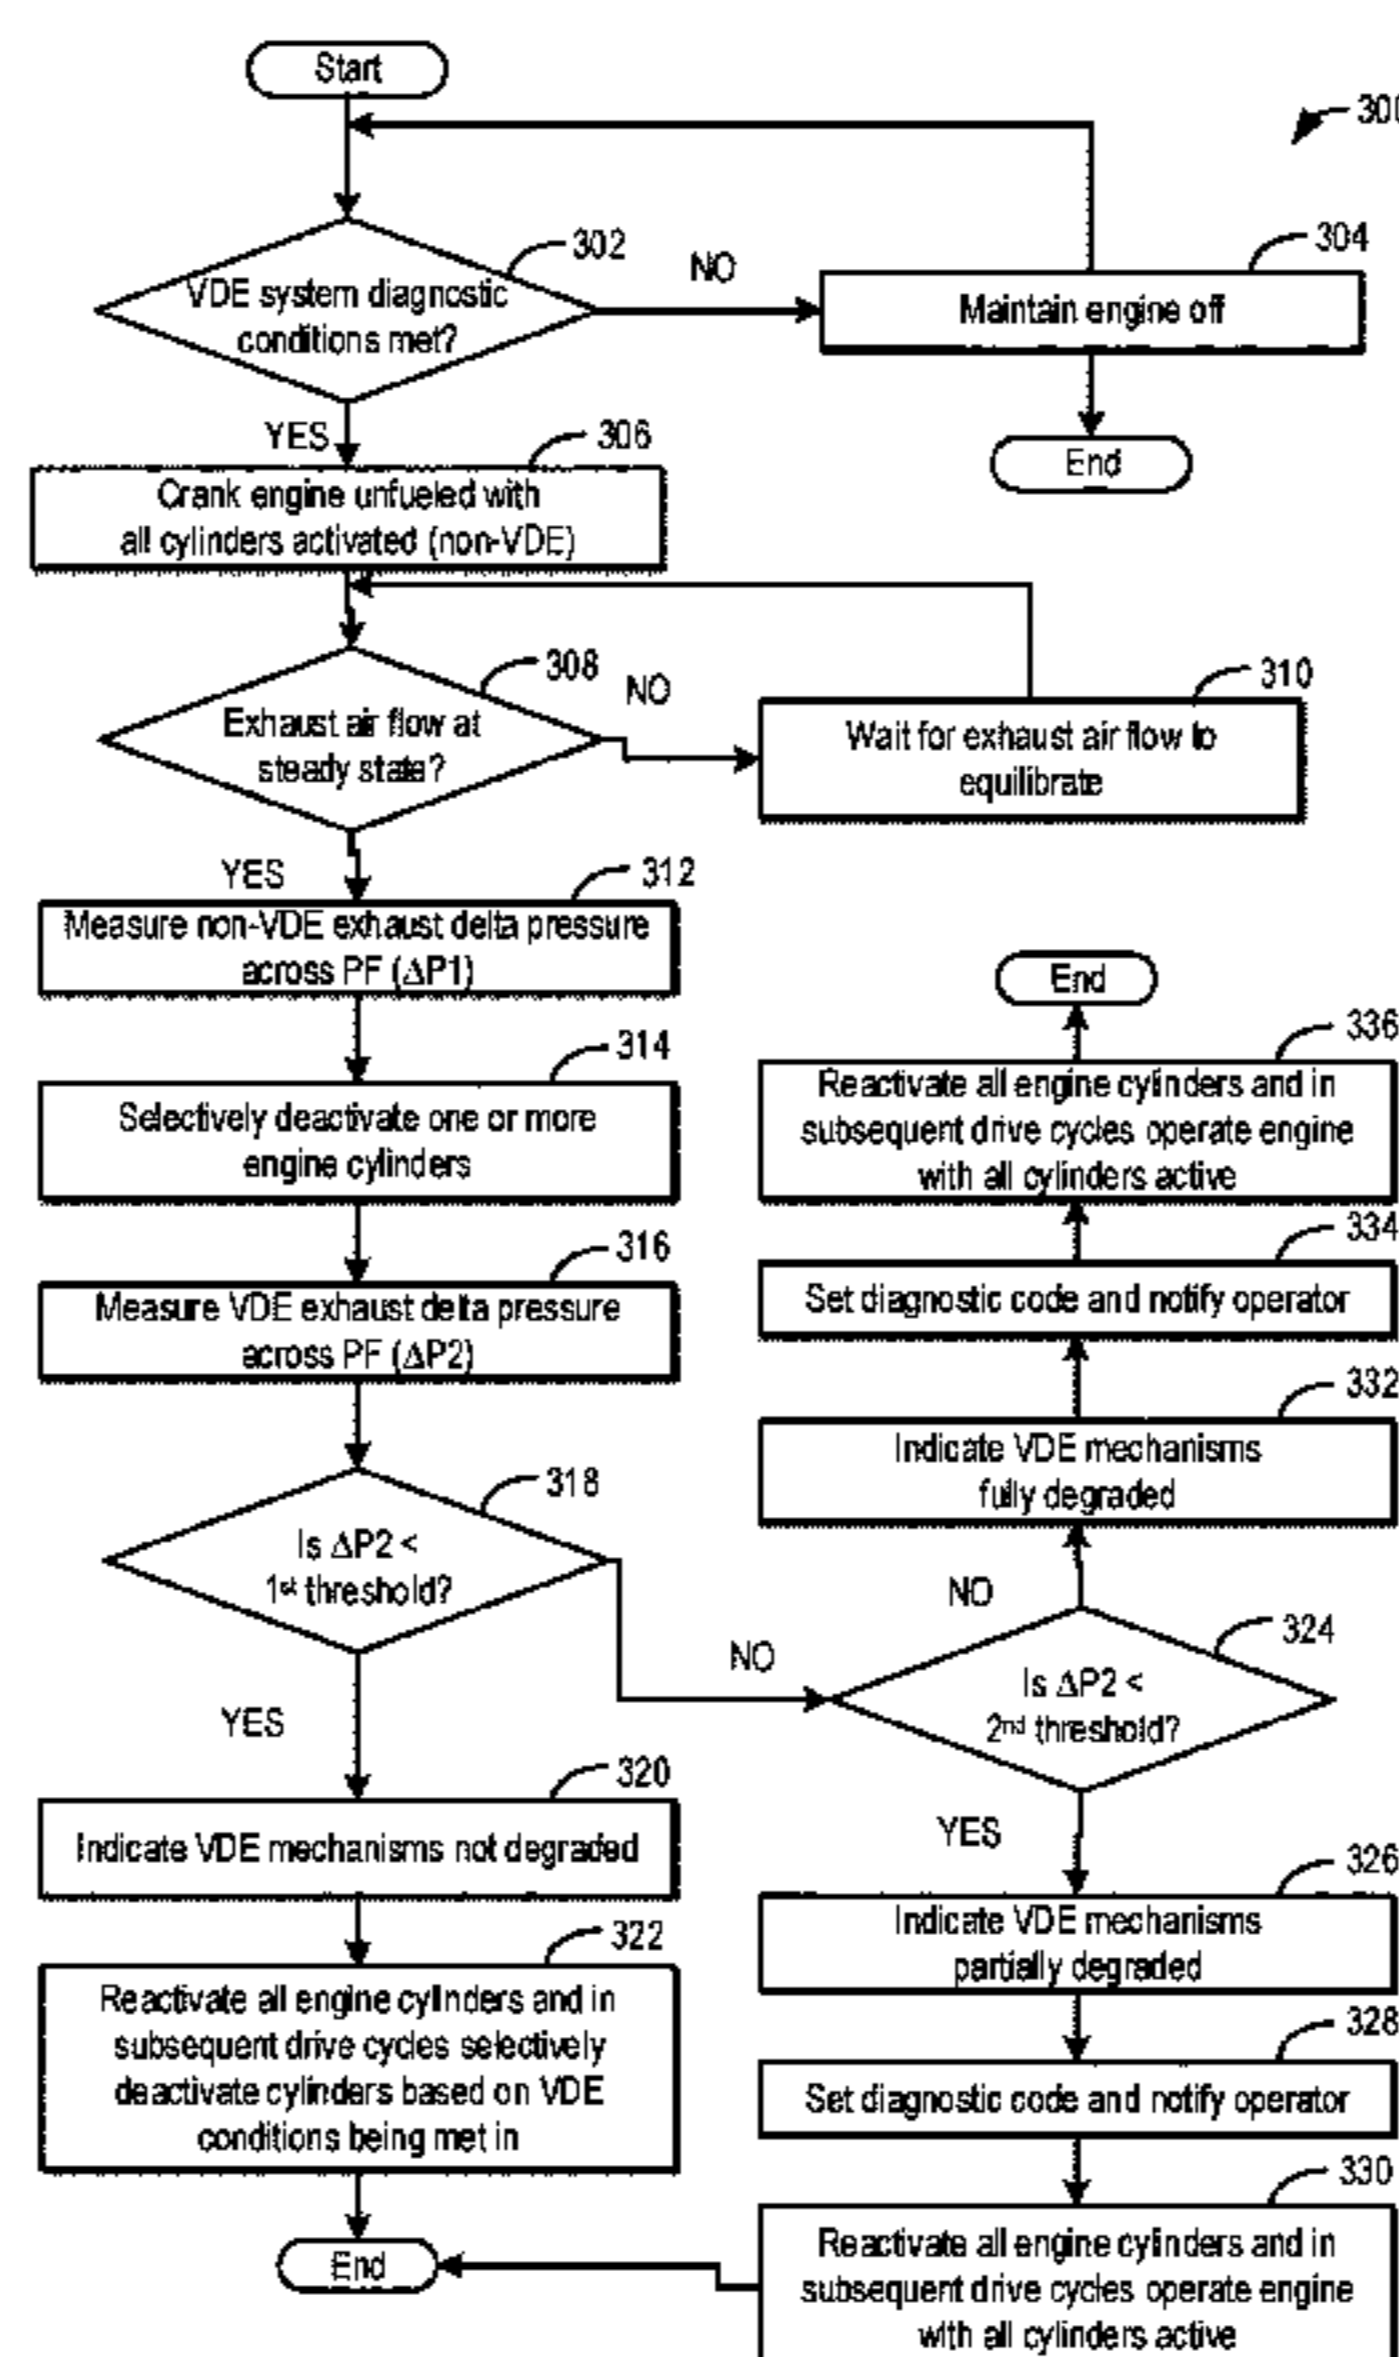 Start
300
302
VDE system diagnostic
conditions met?
NO
304
Maintain engine off
End
YES
306
Crank engine unfueled with
all cylinders activated (non-VDE)
308
Exhaust air flow at
steady state?
NO
310
Wait for exhaust air flow to
equilibrate
YES
312
Measure non-VDE exhaust delta pressure
across PF (ΔP1)
314
Selectively deactivate one or more
engine cylinders
316
Measure VDE exhaust delta pressure
across PF (ΔP2)
318
Is ΔP2 <
1st threshold?
YES
NO
320
Indicate VDE mechanisms not degraded
322
Reactivate all engine cylinders and in
subsequent drive cycles selectively
deactivate cylinders based on VDE
conditions being met in
End
End
336
Reactivate all engine cylinders and in
subsequent drive cycles operate engine
with all cylinders active
334
Set diagnostic code and notify operator
332
Indicate VDE mechanisms
fully degraded
NO
324
Is ΔP2 <
2nd threshold?
YES
326
Indicate VDE mechanisms
partially degraded
328
Set diagnostic code and notify operator
330
Reactivate all engine cylinders and in
subsequent drive cycles operate engine
with all cylinders active